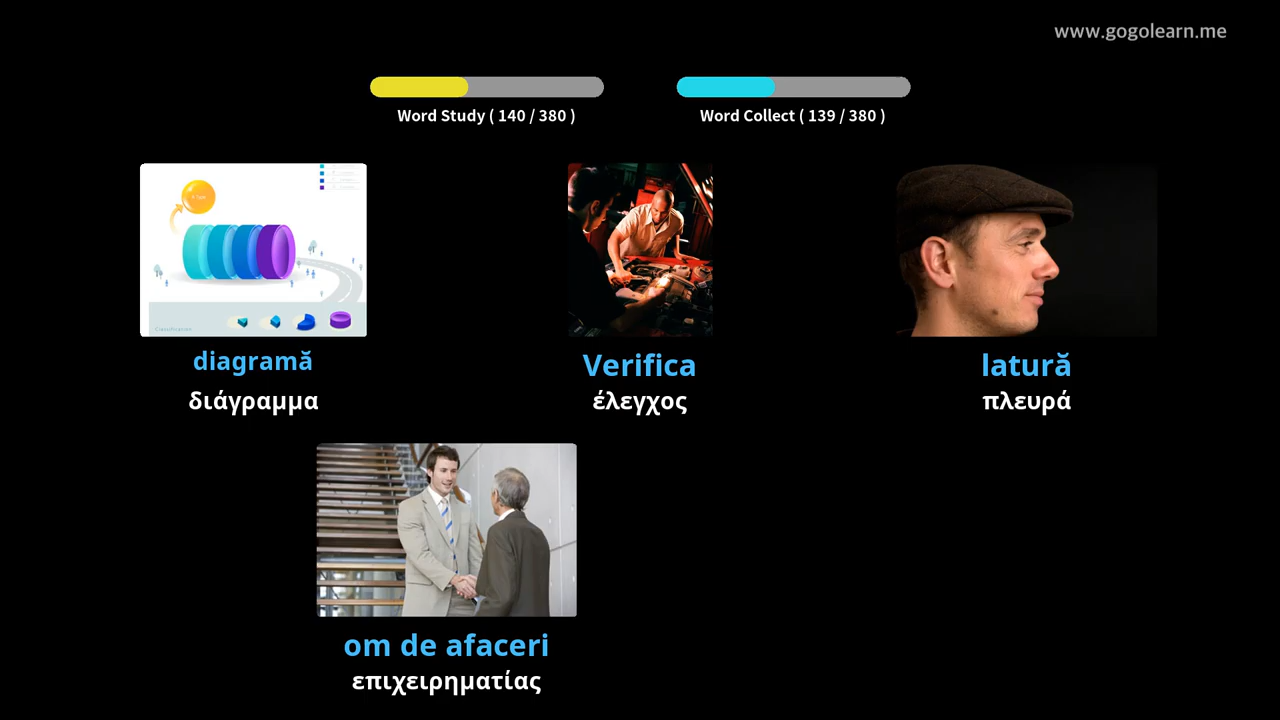 www.gogolearn.me
Word Study ( 140 / 380 )
Word Collect ( 139 / 380 )
diagramă
Verifica
latură
διάγραμμα
έλεγχος
πλευρά
om de afaceri
επιχειρηματίας